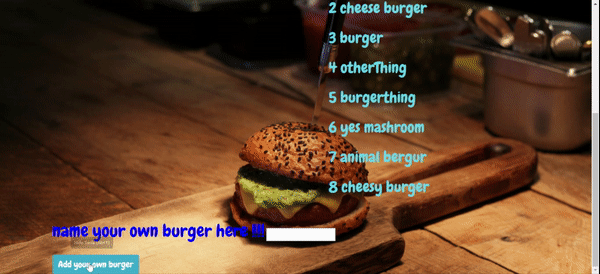 2 cheese burger
3 burger
4 otherThing
5 burgerthing
6 yes mashroom
7 animal bergur
8 cheesy burger
name your own burger here !!!
Add your own burger